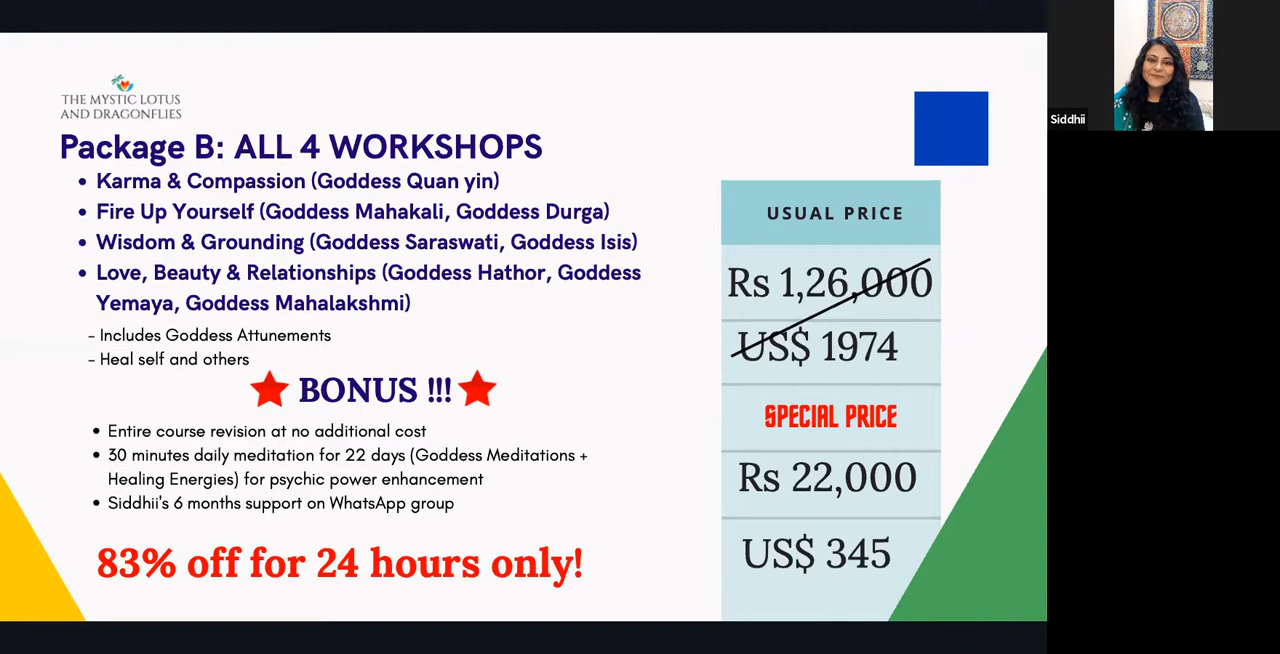 THE MYSTIC LOTUS
AND DRAGONFLIES
Package B: ALL 4 WORKSHOPS
• Karma & Compassion (Goddess Quan yin)
• Fire Up Yourself (Goddess Mahakali, Goddess Durga)
• Wisdom & Grounding (Goddess Saraswati, Goddess Isis)
• Love, Beauty & Relationships (Goddess Hathor, Goddess
Yemaya, Goddess Mahalakshmi)
- Includes Goddess Attunements
- Heal self and others
BONUS !!!
• Entire course revision at no additional cost
• 30 minutes daily meditation for 22 days (Goddess Meditations +
Healing Energies) for psychic power enhancement
• Siddhii's 6 months support on WhatsApp group
83% off for 24 hours only!
USUAL PRICE
Rs 1,26,000
US$ 1974
SPECIAL PRICE
Rs 22,000
US$ 345
Siddhii